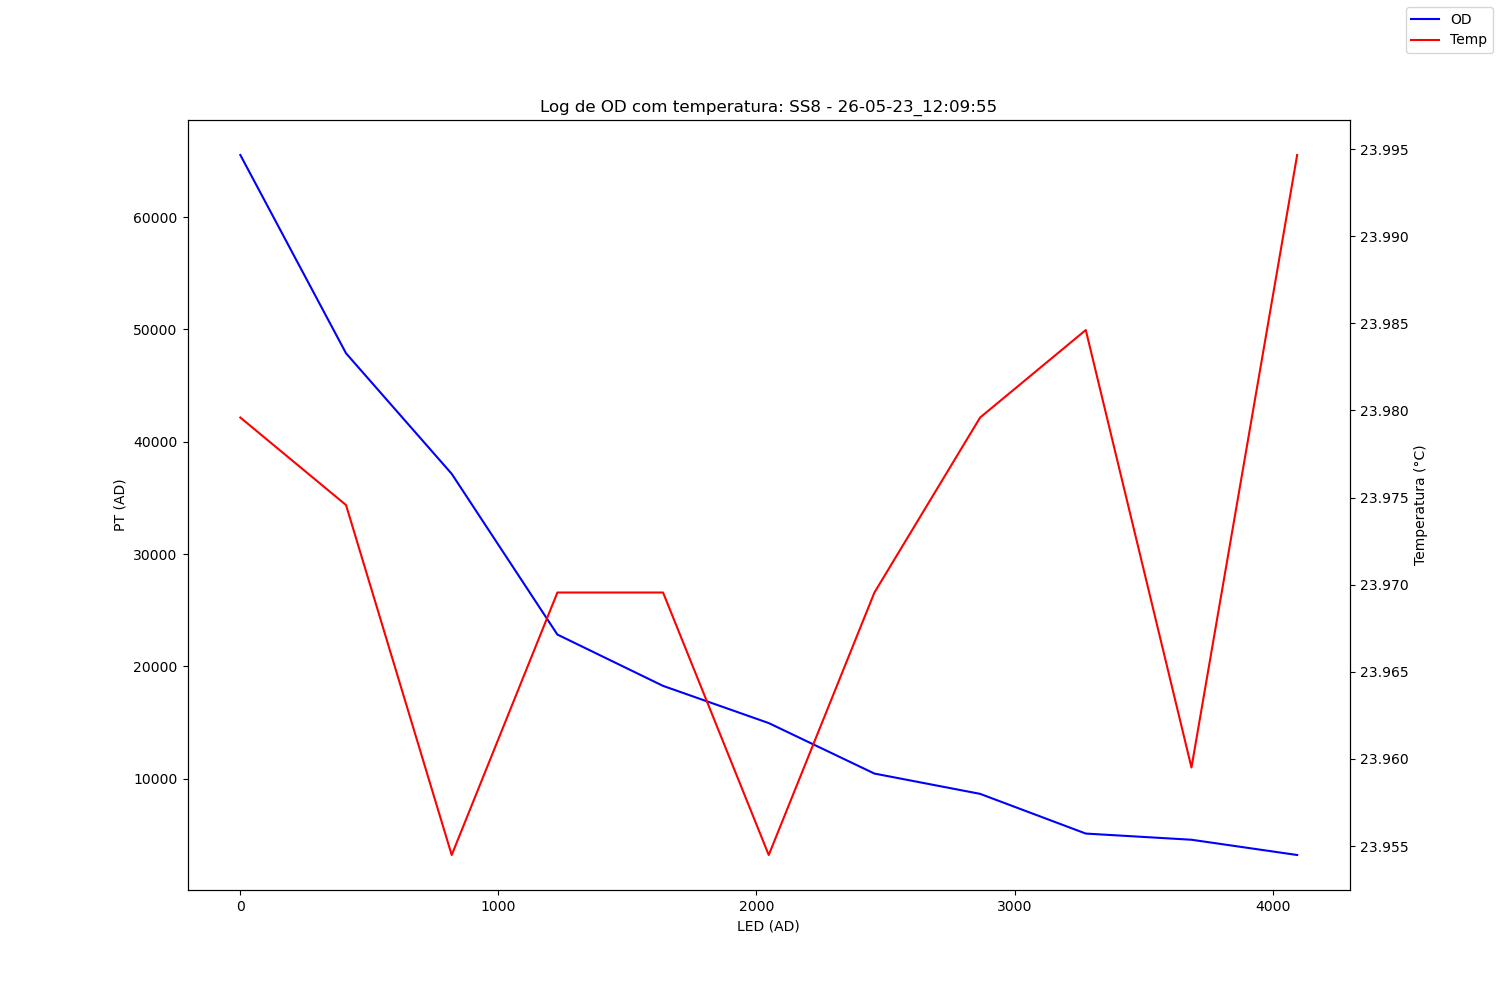 OD
Temp
Log de OD com temperatura: SS8 - 26-05-23_12:09:55
60000
50000
40000
30000
20000
10000
PT (AD)
23.995
23.990
23.985
23.980
23.975
23.970
23.965
23.960
23.955
Temperatura (°C)
0 1000 2000 3000 4000
LED (AD)